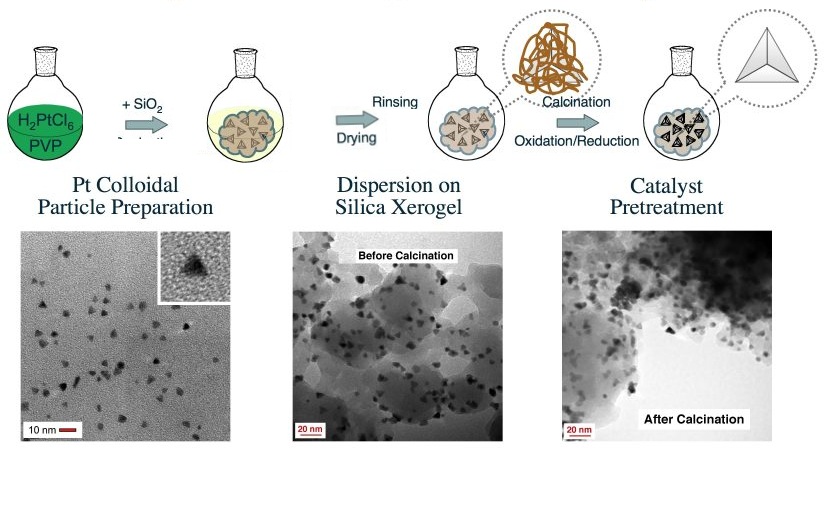 H2PtCl6
PVP
+ SiO2
Rinsing
Drying
Calcination
Oxidation/Reduction
Pt Colloidal
Particle Preparation
Dispersion on
Silica Xerogel
Catalyst
Pretreatment
10 nm
Before Calcination
20 nm
After Calcination
20 nm